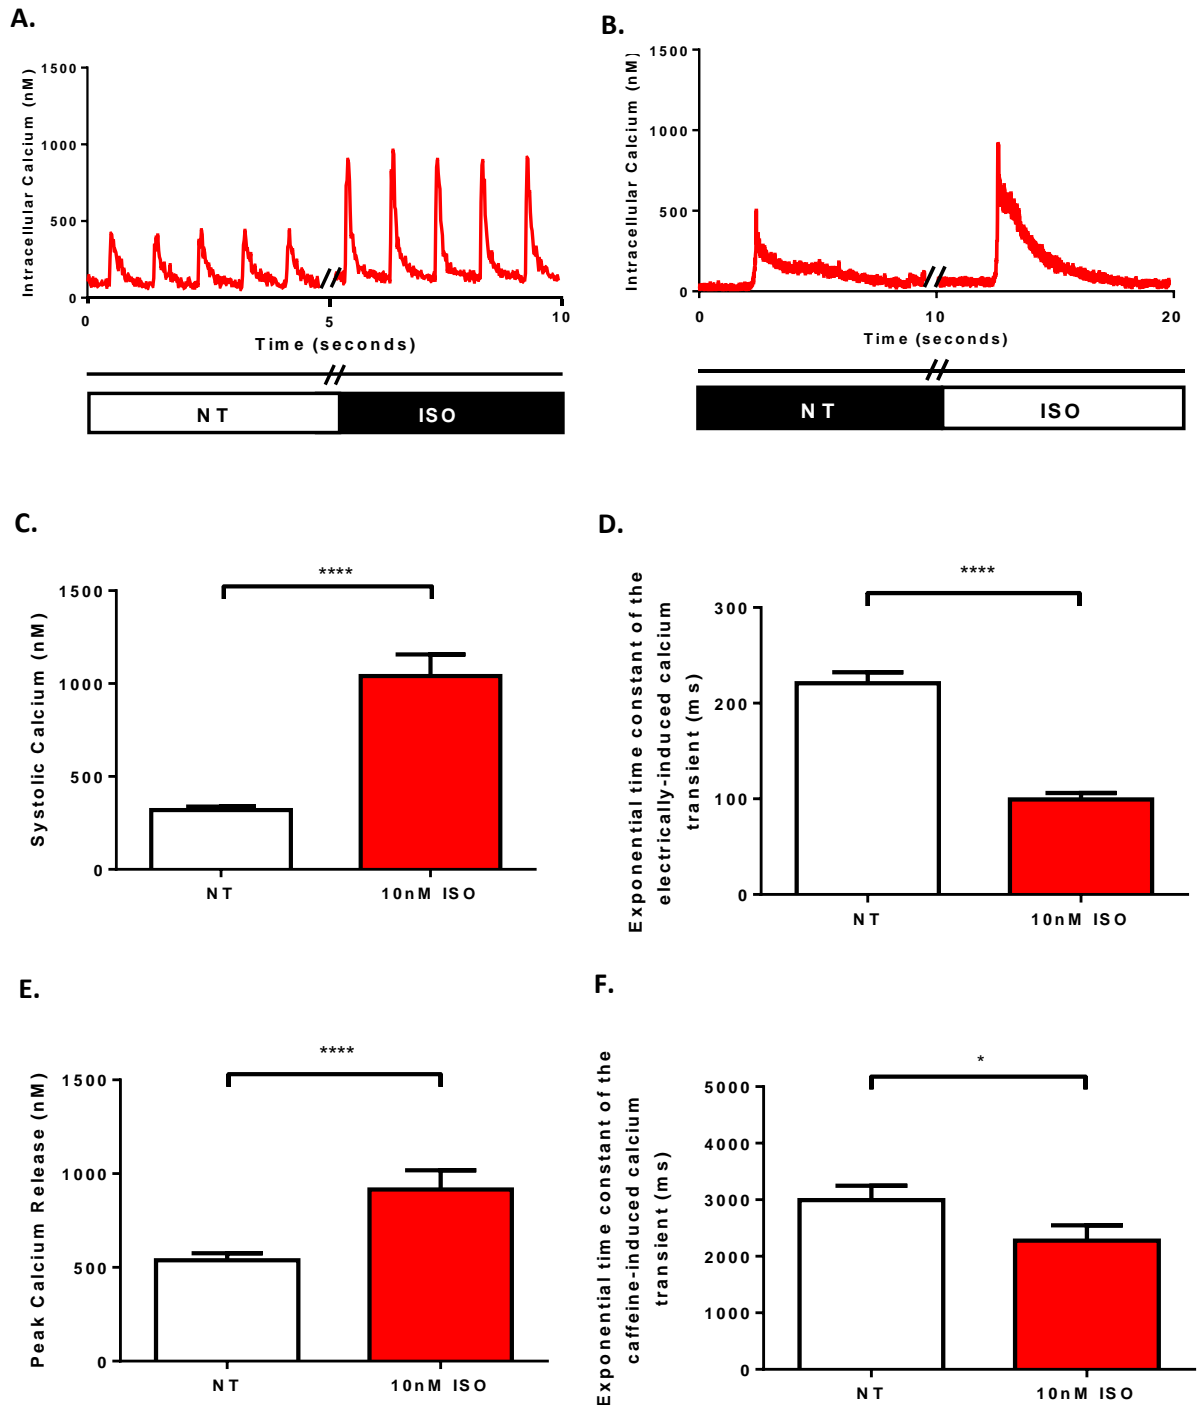 A.
Intracellular Calcium (nM)
1500
1000
500
0
0
5
10
Time (seconds)
NT
ISO
B.
Intracellular Calcium (nM)
1500
1000
500
0
0
10
20
Time (seconds)
NT
ISO
C.
Systolic Calcium (nM)
1500
1000
500
0
****
NT
10nM ISO
D.
Exponential time constant of the
electrically-induced calcium
transient (ms)
300
200
100
0
****
NT
10nM ISO
E.
Peak Calcium Release (nM)
1500
1000
500
0
****
NT
10nM ISO
F.
Exponential time constant of the
caffeine-induced calcium
transient (ms)
5000
4000
3000
2000
1000
0
*
NT
10nM ISO